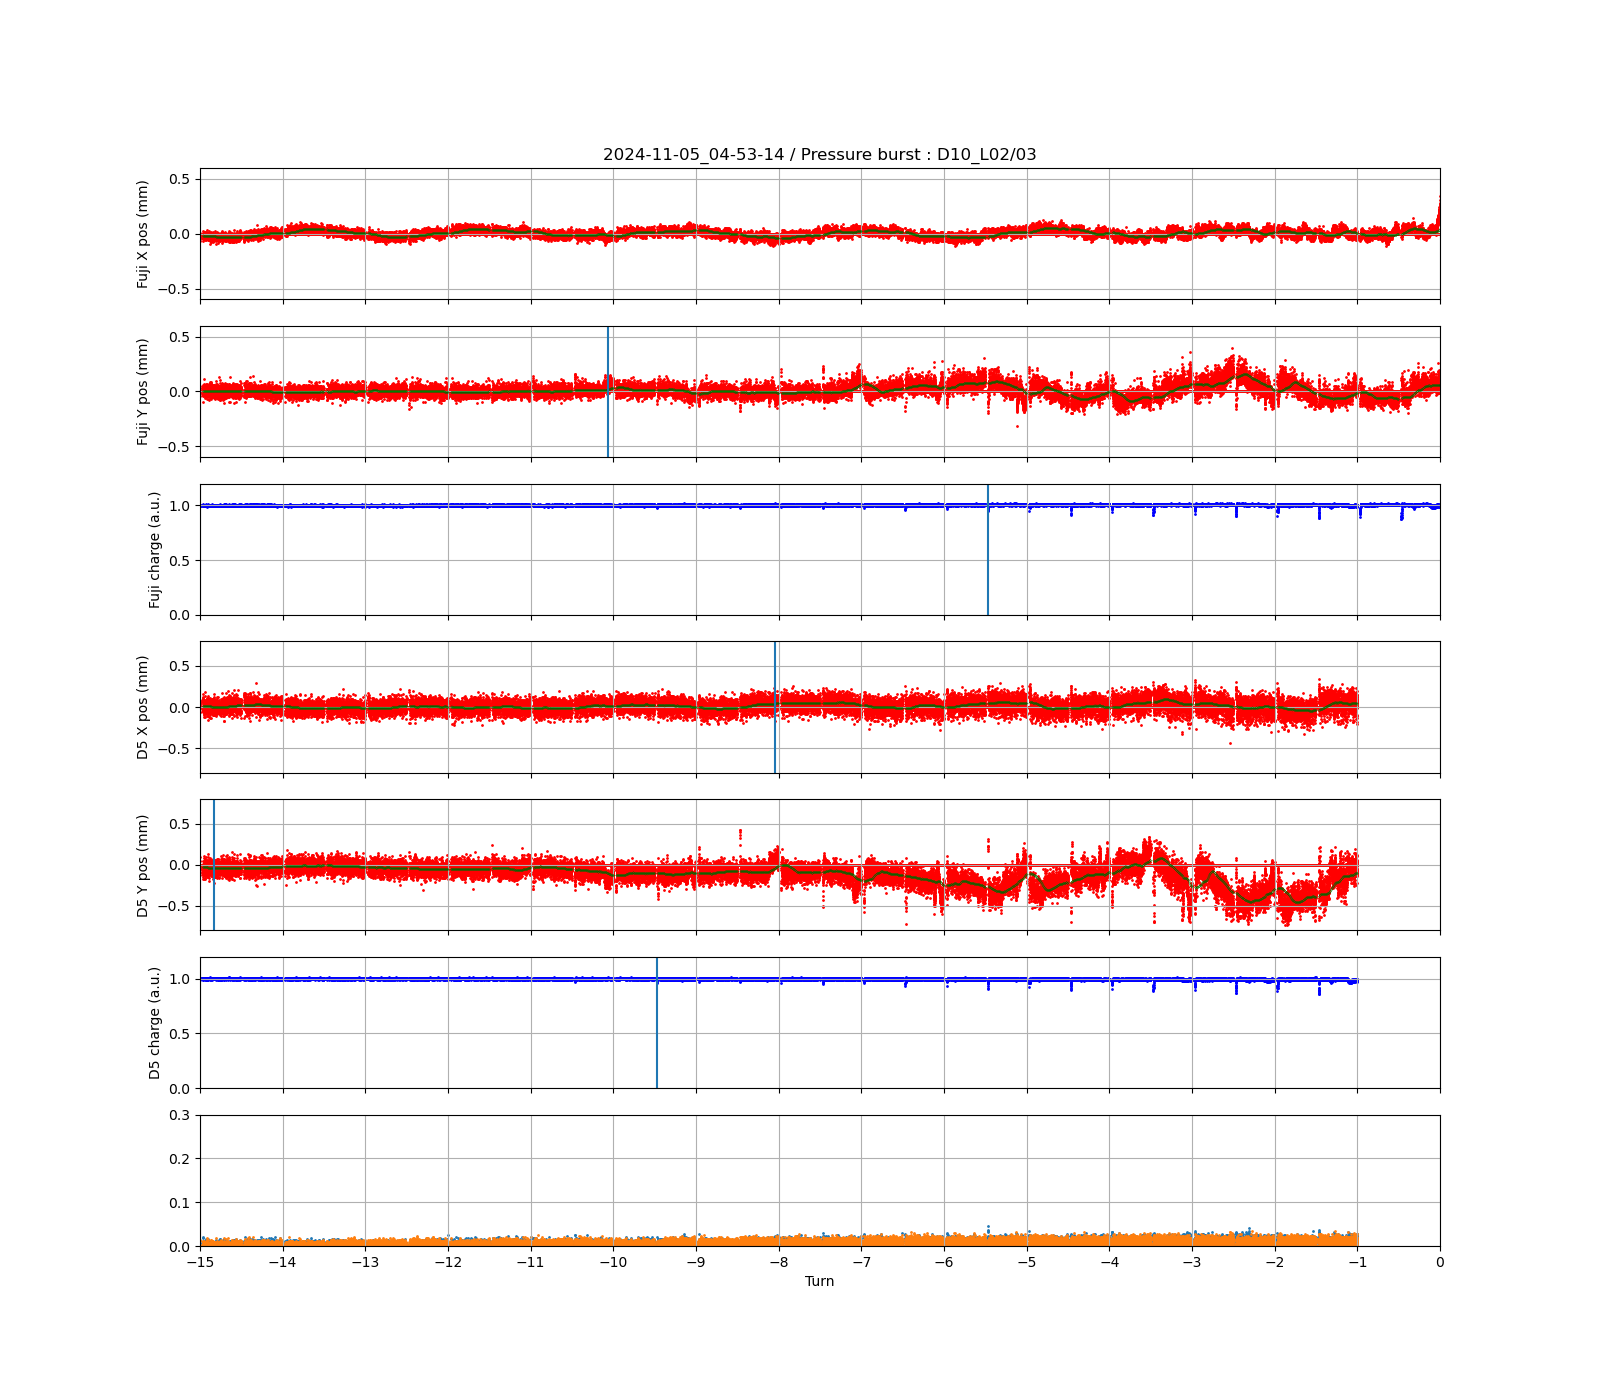 2024-11-05_04-53-14 / Pressure burst : D10_L02/03
Fuji X pos (mm)
0.5
0.0
−0.5
Fuji Y pos (mm)
0.5
0.0
−0.5
Fuji charge (a.u.)
1.0
0.5
0.0
D5 X pos (mm)
0.5
0.0
−0.5
D5 Y pos (mm)
0.5
0.0
−0.5
D5 charge (a.u.)
1.0
0.5
0.0
0.3
0.2
0.1
0.0
−15 −14 −13 −12 −11 −10 −9 −8 −7 −6 −5 −4 −3 −2 −1 0
Turn